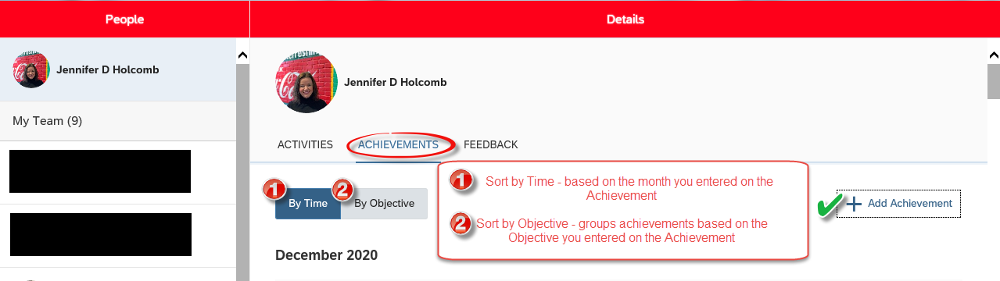 People
Details
Jennifer D Holcomb
Jennifer D Holcomb
My Team (9)
ACTIVITIES
ACHIEVEMENTS
FEEDBACK
1
By Time
2
By Objective
1
Sort by Time - based on the month you entered on the
Achievement
2
Sort by Objective - groups achievements based on the
Objective you entered on the Achievement
Add Achievement
December 2020